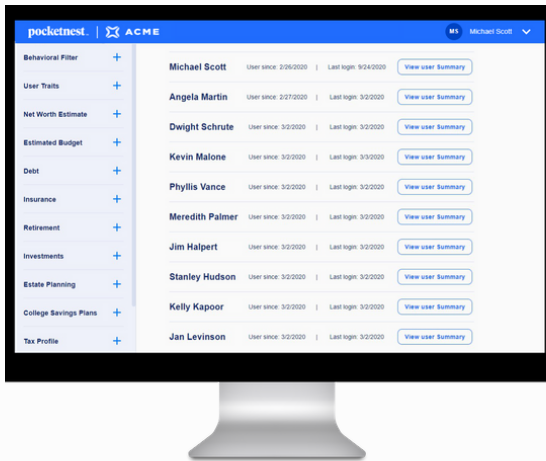 pocketnest. | ACME
MS Michael Scott
Behavioral Filter +
User Traits +
Net Worth Estimate +
Estimated Budget +
Debt +
Insurance +
Retirement +
Investments +
Estate Planning +
College Savings Plans +
Tax Profile +
Michael Scott User since: 2/26/2020 | Last login: 9/24/2020 View user Summary
Angela Martin User since: 2/27/2020 | Last login: 3/2/2020 View user Summary
Dwight Schrute User since: 3/2/2020 | Last login: 3/2/2020 View user Summary
Kevin Malone User since: 3/2/2020 | Last login: 3/3/2020 View user Summary
Phyllis Vance User since: 3/2/2020 | Last login: 3/2/2020 View user Summary
Meredith Palmer User since: 3/2/2020 | Last login: 3/2/2020 View user Summary
Jim Halpert User since: 3/2/2020 | Last login: 3/2/2020 View user Summary
Stanley Hudson User since: 3/2/2020 | Last login: 3/2/2020 View user Summary
Kelly Kapoor User since: 3/2/2020 | Last login: 3/2/2020 View user Summary
Jan Levinson User since: 3/2/2020 | Last login: 3/2/2020 View user Summary